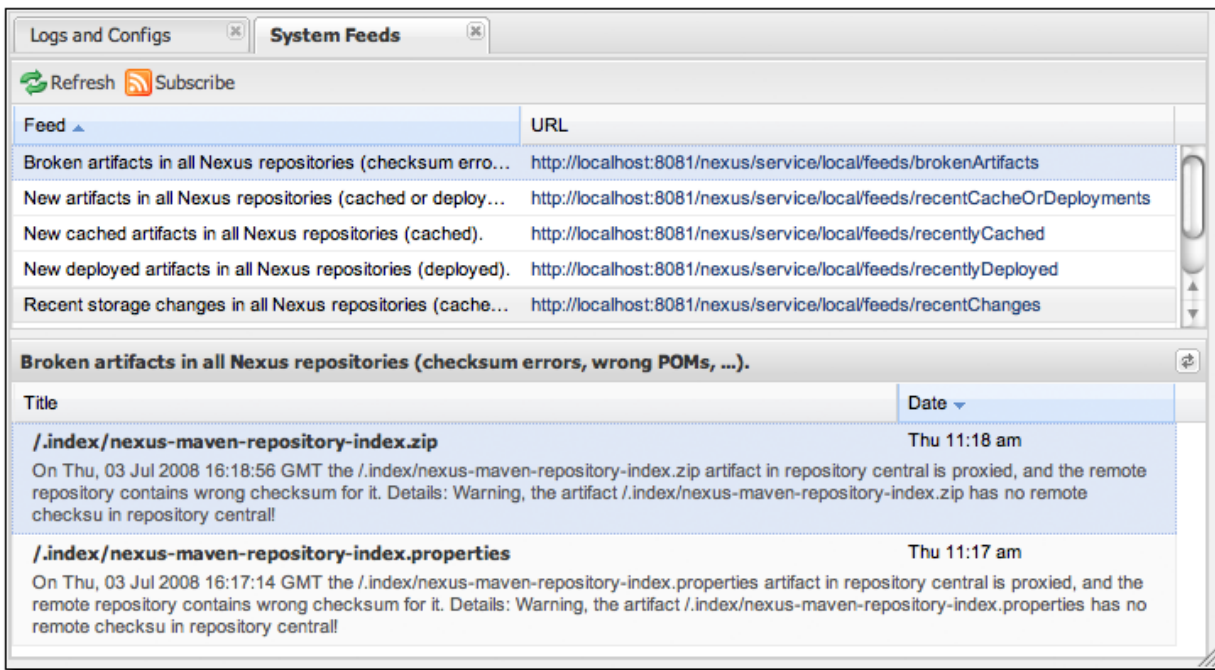 Logs and Configs
System Feeds
Refresh Subscribe
Feed URL
Broken artifacts in all Nexus repositories (checksum erro... http://localhost:8081/nexus/service/local/feeds/brokenArtifacts
New artifacts in all Nexus repositories (cached or deploy... http://localhost:8081/nexus/service/local/feeds/recentCacheOrDeployments
New cached artifacts in all Nexus repositories (cached). http://localhost:8081/nexus/service/local/feeds/recentlyCached
New deployed artifacts in all Nexus repositories (deployed). http://localhost:8081/nexus/service/local/feeds/recentlyDeployed
Recent storage changes in all Nexus repositories (cache... http://localhost:8081/nexus/service/local/feeds/recentChanges
Broken artifacts in all Nexus repositories (checksum errors, wrong POMs, ...).
Title Date
/.index/nexus-maven-repository-index.zip Thu 11:18 am
On Thu, 03 Jul 2008 16:18:56 GMT the /.index/nexus-maven-repository-index.zip artifact in repository central is proxied, and the remote
repository contains wrong checksum for it. Details: Warning, the artifact /.index/nexus-maven-repository-index.zip has no remote
checksu in repository central!
/.index/nexus-maven-repository-index.properties Thu 11:17 am
On Thu, 03 Jul 2008 16:17:14 GMT the /.index/nexus-maven-repository-index.properties artifact in repository central is proxied, and the
remote repository contains wrong checksum for it. Details: Warning, the artifact /.index/nexus-maven-repository-index.properties has no
remote checksu in repository central!